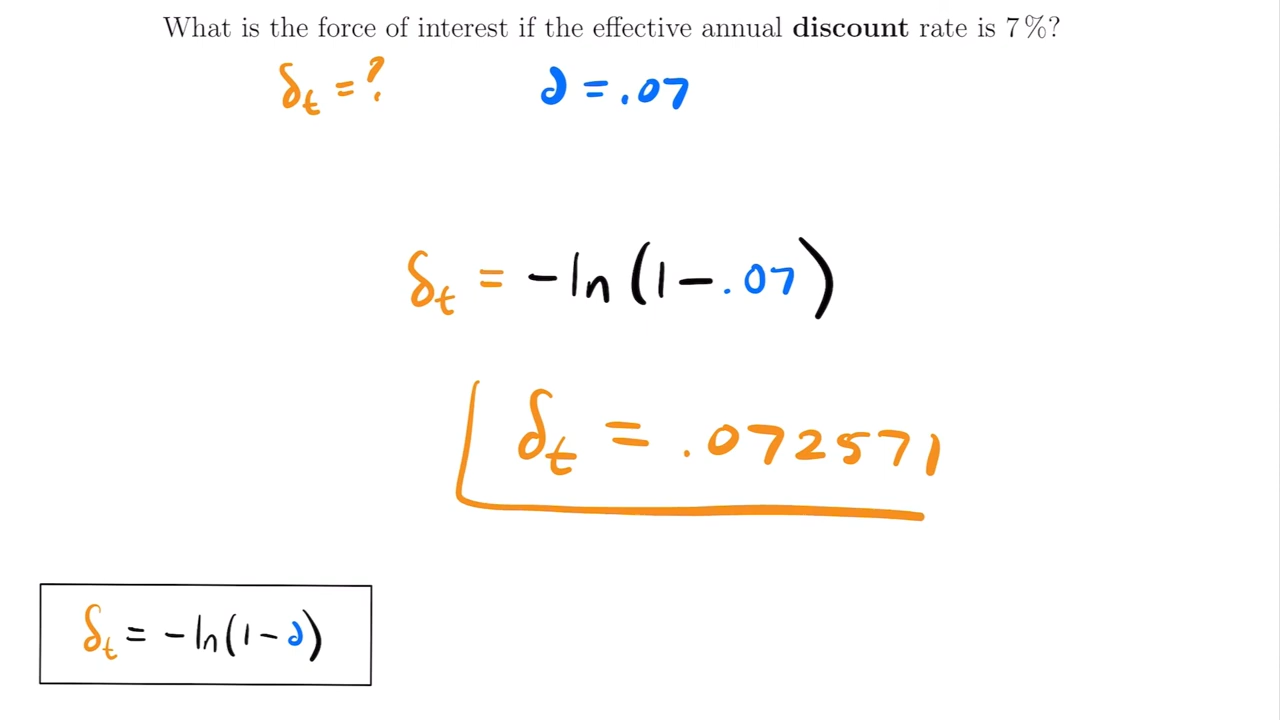 What is the force of interest if the effective annual discount rate is 7%?
δt = ? d = .07
δt = -ln(1-.07)
δt = .072571
δt = -ln(1-d)